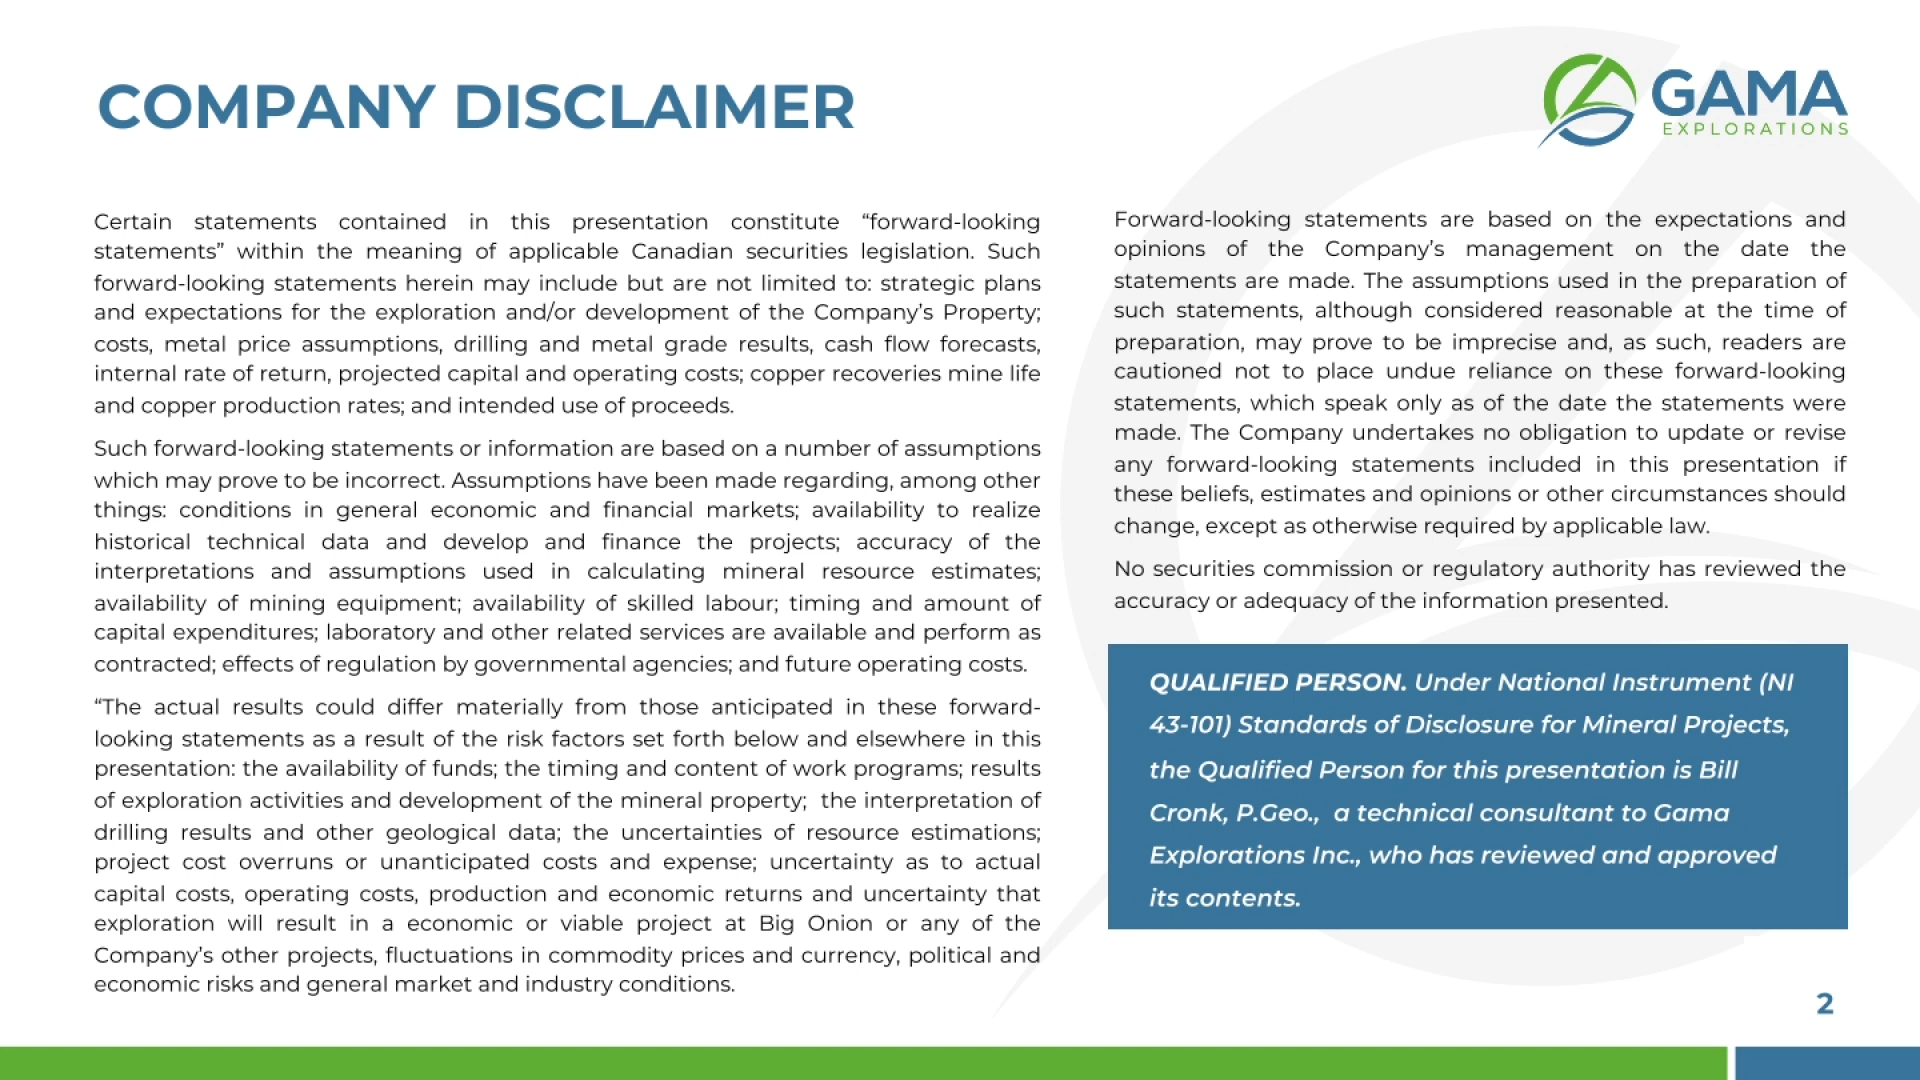 COMPANY DISCLAIMER
GAMA
EXPLORATIONS
Certain statements contained in this presentation constitute “forward-looking
statements” within the meaning of applicable Canadian securities legislation. Such
forward-looking statements herein may include but are not limited to: strategic plans
and expectations for the exploration and/or development of the Company’s Property;
costs, metal price assumptions, drilling and metal grade results, cash flow forecasts,
internal rate of return, projected capital and operating costs; copper recoveries mine life
and copper production rates; and intended use of proceeds.
Such forward-looking statements or information are based on a number of assumptions
which may prove to be incorrect. Assumptions have been made regarding, among other
things: conditions in general economic and financial markets; availability to realize
historical technical data and develop and finance the projects; accuracy of the
interpretations and assumptions used in calculating mineral resource estimates;
availability of mining equipment; availability of skilled labour; timing and amount of
capital expenditures; laboratory and other related services are available and perform as
contracted; effects of regulation by governmental agencies; and future operating costs.
“The actual results could differ materially from those anticipated in these forward-
looking statements as a result of the risk factors set forth below and elsewhere in this
presentation: the availability of funds; the timing and content of work programs; results
of exploration activities and development of the mineral property; the interpretation of
drilling results and other geological data; the uncertainties of resource estimations;
project cost overruns or unanticipated costs and expense; uncertainty as to actual
capital costs, operating costs, production and economic returns and uncertainty that
exploration will result in a economic or viable project at Big Onion or any of the
Company’s other projects, fluctuations in commodity prices and currency, political and
economic risks and general market and industry conditions.
Forward-looking statements are based on the expectations and
opinions of the Company’s management on the date the
statements are made. The assumptions used in the preparation of
such statements, although considered reasonable at the time of
preparation, may prove to be imprecise and, as such, readers are
cautioned not to place undue reliance on these forward-looking
statements, which speak only as of the date the statements were
made. The Company undertakes no obligation to update or revise
any forward-looking statements included in this presentation if
these beliefs, estimates and opinions or other circumstances should
change, except as otherwise required by applicable law.
No securities commission or regulatory authority has reviewed the
accuracy or adequacy of the information presented.
QUALIFIED PERSON. Under National Instrument (NI
43-101) Standards of Disclosure for Mineral Projects,
the Qualified Person for this presentation is Bill
Cronk, P.Geo., a technical consultant to Gama
Explorations Inc., who has reviewed and approved
its contents.
2